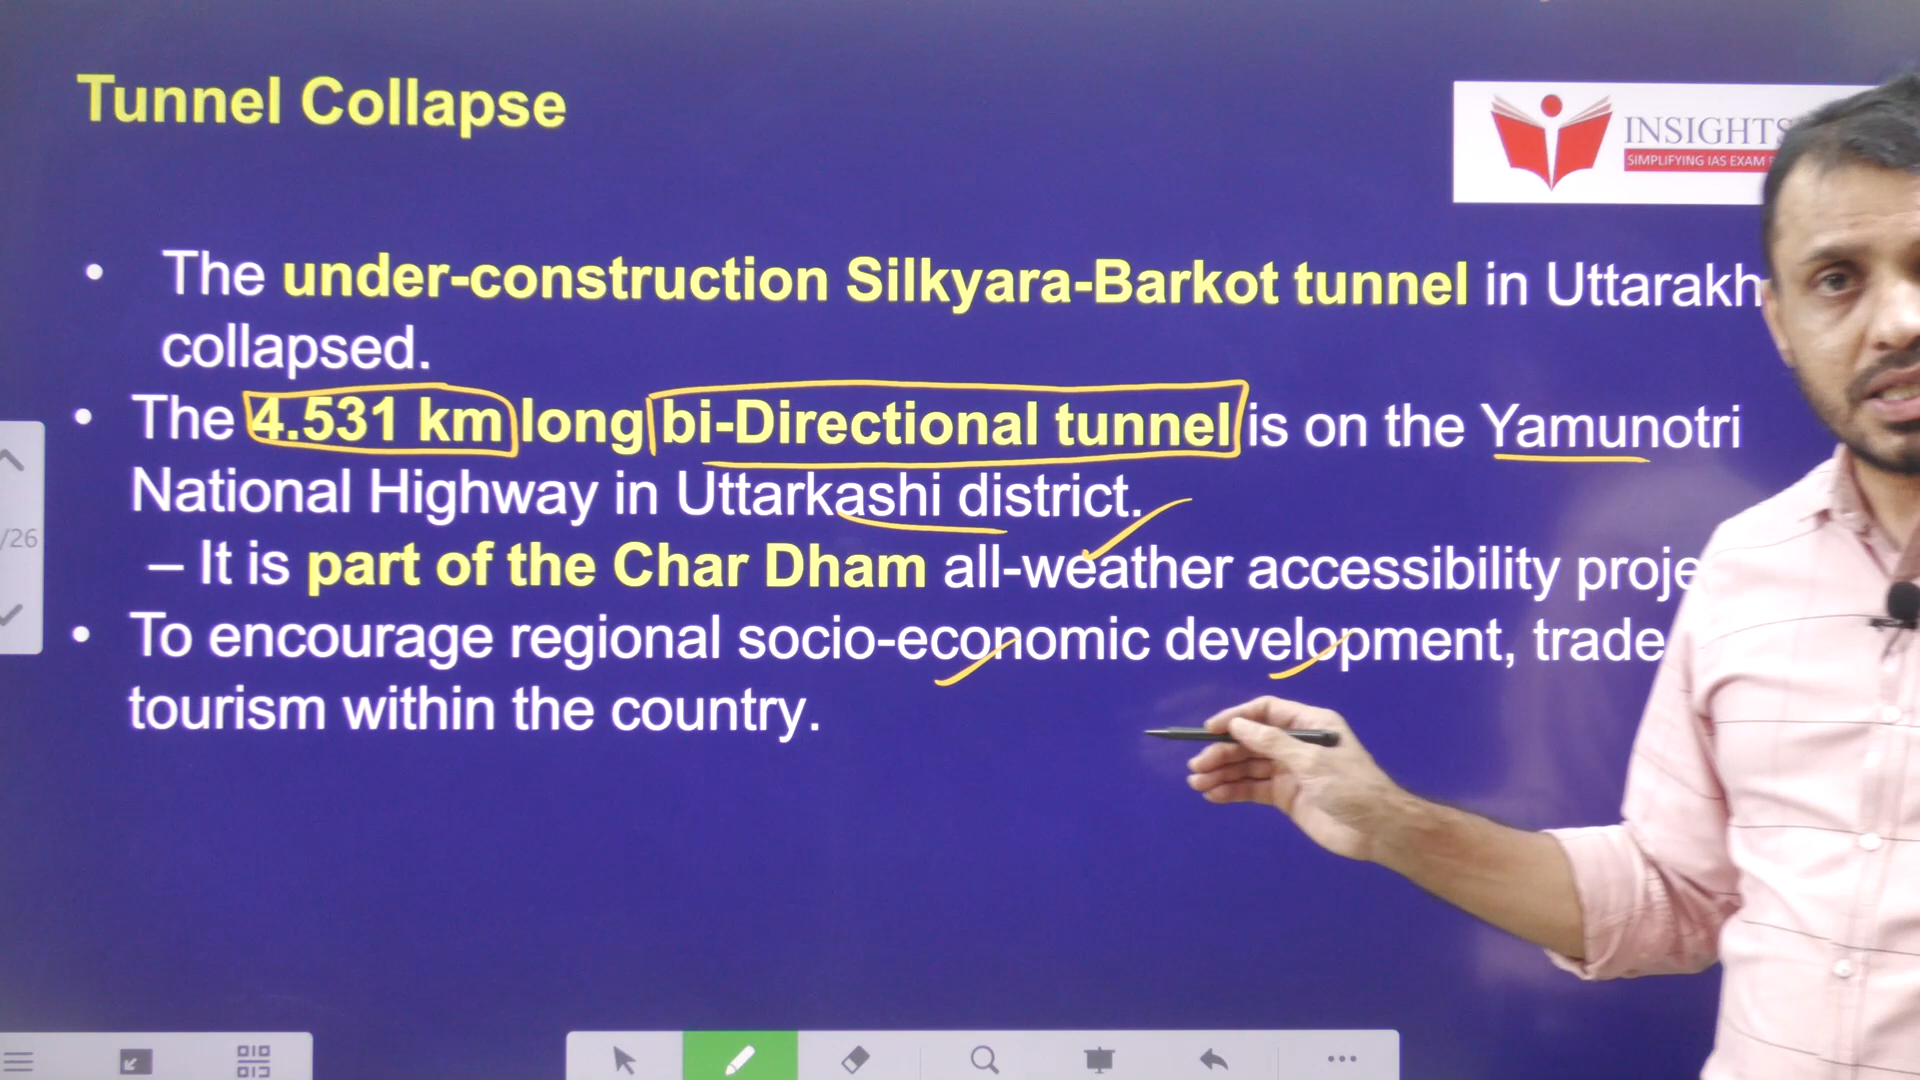 Tunnel Collapse
INSIGHTS
SIMPLIFYING IAS EXAM
• The under-construction Silkyara-Barkot tunnel in Uttarakh
collapsed.
• The 4.531 km long bi-Directional tunnel is on the Yamunotri
National Highway in Uttarkashi district.
– It is part of the Char Dham all-weather accessibility proje
• To encourage regional socio-economic development, trade
tourism within the country.
/26